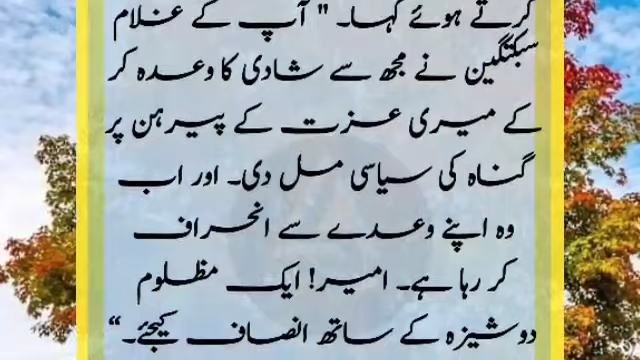 کرتے ہوئے کہا۔ " آپ کے غلام
سبکتگین نے مجھ سے شادی کا وعدہ کر
کے میری عزت کے پیرہن پر
گناہ کی سیاسی مل دی۔ اور اب
وہ اپنے وعدے سے انحراف
کر رہا ہے۔ امیر! ایک مظلوم
دوشیزہ کے ساتھ انصاف کیجئے۔“